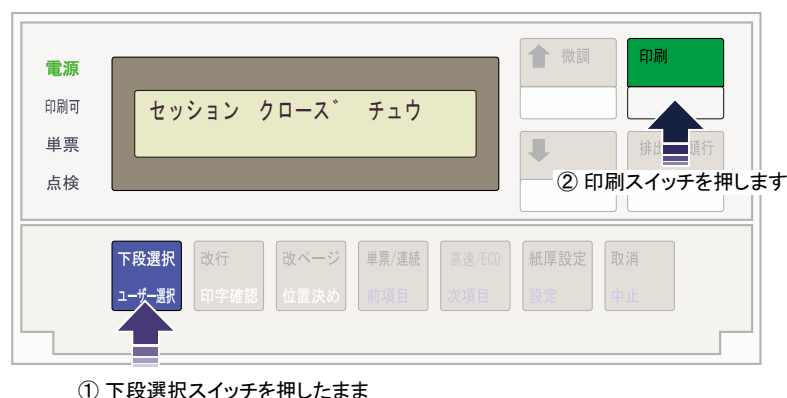 電源
印刷可
単票
点検
セッション クローズ゛ チュウ
微調
印刷
排出 頭行
② 印刷スイッチを押します
下段選択 改行 改ページ 単票/連続 高速/ECO 紙厚設定 取消
ユーザー選択 印字確認 位置決め 前項目 次項目 設定 中止
① 下段選択スイッチを押したまま